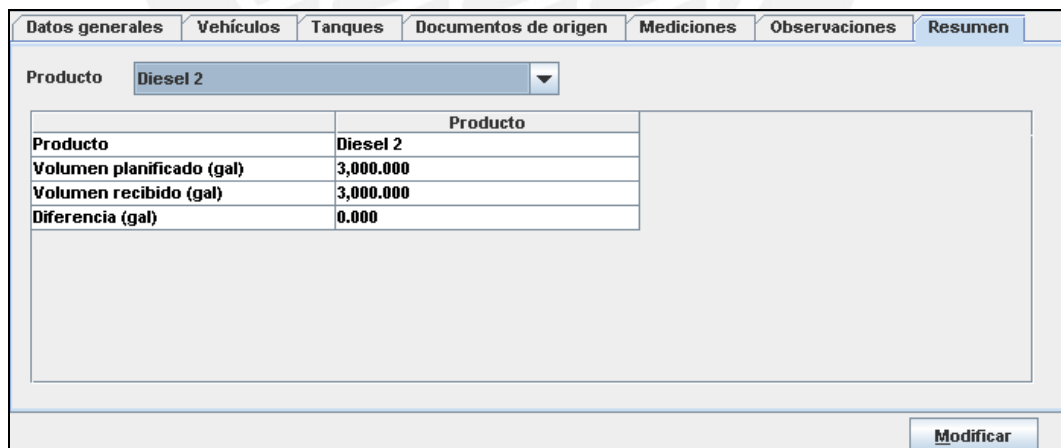 Datos generales Vehículos Tanques Documentos de origen Mediciones Observaciones Resumen
Producto Diesel 2
Producto
Producto Diesel 2
Volumen planificado (gal) 3,000.000
Volumen recibido (gal) 3,000.000
Diferencia (gal) 0.000
Modificar